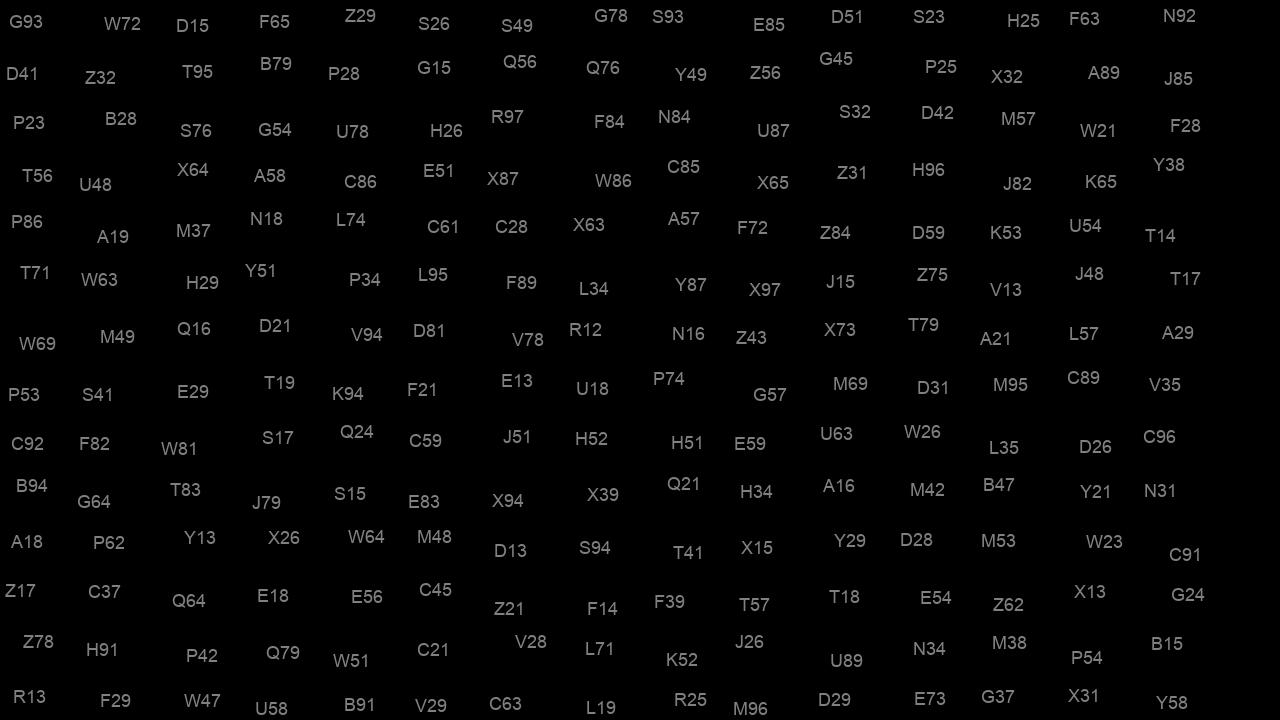 G93 W72 D15 F65 Z29 S26 S49 G78 S93 E85 D51 S23 H25 F63 N92
D41 Z32 T95 B79 P28 G15 Q56 Q76 Y49 Z56 G45 P25 X32 A89 J85
P23 B28 S76 G54 U78 H26 R97 F84 N84 U87 S32 D42 M57 W21 F28
T56 U48 X64 A58 C86 E51 X87 W86 C85 X65 Z31 H96 J82 K65 Y38
P86 A19 M37 N18 L74 C61 C28 X63 A57 F72 Z84 D59 K53 U54 T14
T71 W63 H29 Y51 P34 L95 F89 L34 Y87 X97 J15 Z75 V13 J48 T17
W69 M49 Q16 D21 V94 D81 V78 R12 N16 Z43 X73 T79 A21 L57 A29
P53 S41 E29 T19 K94 F21 E13 U18 P74 G57 M69 D31 M95 C89 V35
C92 F82 W81 S17 Q24 C59 J51 H52 H51 E59 U63 W26 L35 D26 C96
B94 G64 T83 J79 S15 E83 X94 X39 Q21 H34 A16 M42 B47 Y21 N31
A18 P62 Y13 X26 W64 M48 D13 S94 T41 X15 Y29 D28 M53 W23 C91
Z17 C37 Q64 E18 E56 C45 Z21 F14 F39 T57 T18 E54 Z62 X13 G24
Z78 H91 P42 Q79 W51 C21 V28 L71 K52 J26 U89 N34 M38 P54 B15
R13 F29 W47 U58 B91 V29 C63 L19 R25 M96 D29 E73 G37 X31 Y58